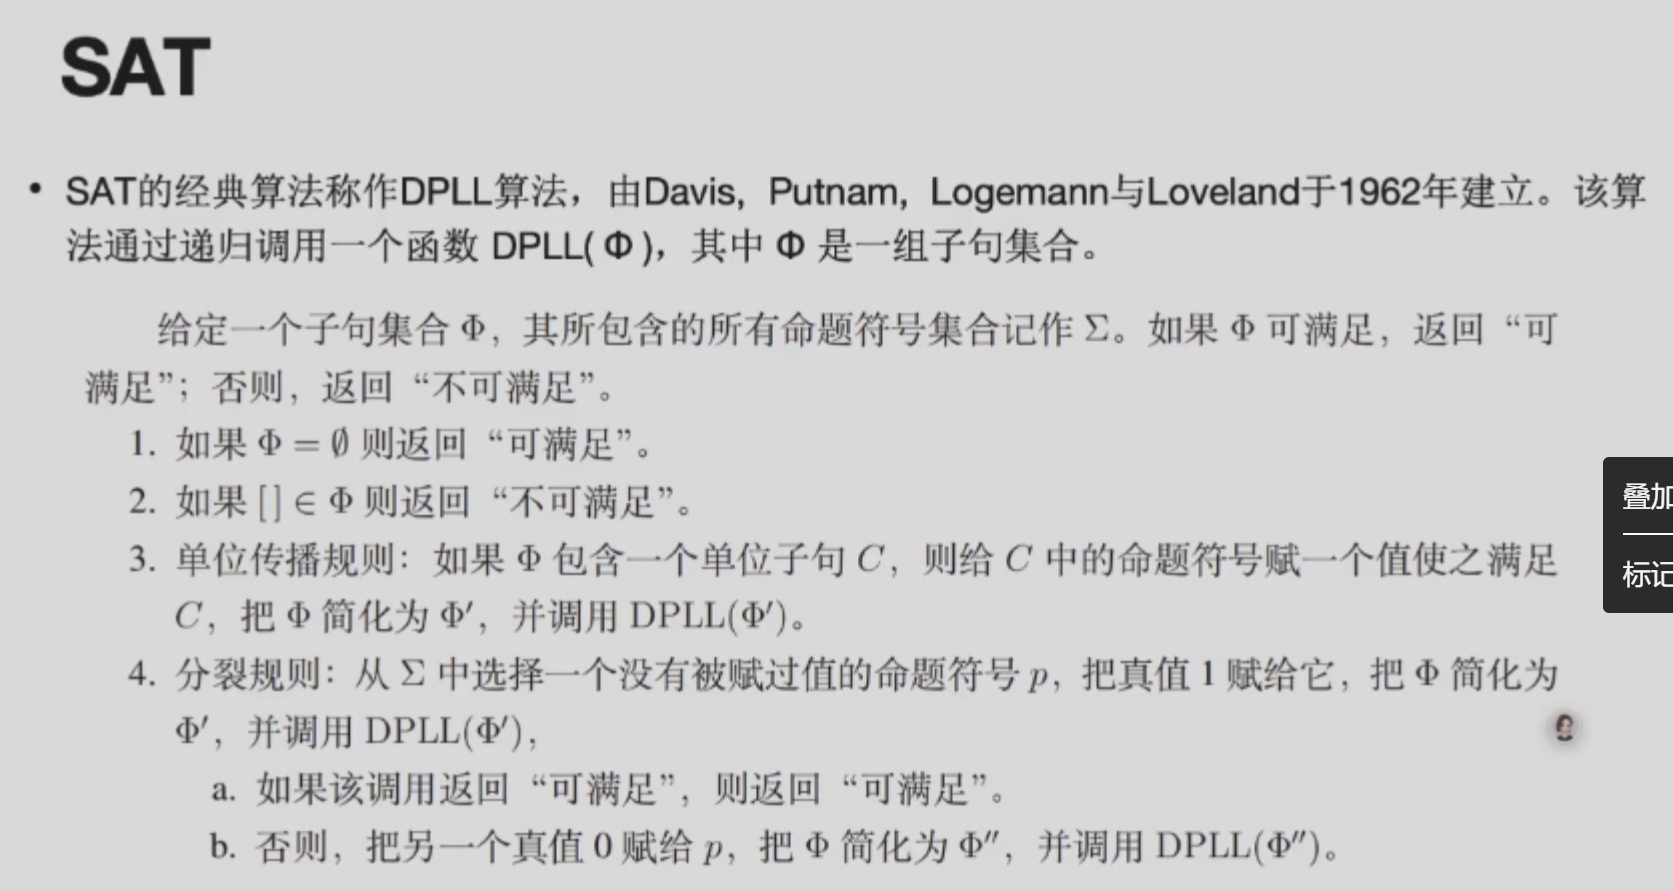 SAT
• SAT的经典算法称作DPLL算法，由Davis，Putnam，Logemann与Loveland于1962年建立。该算
法通过递归调用一个函数 DPLL( Φ )，其中 Φ 是一组子句集合。
给定一个子句集合 Φ，其所包含的所有命题符号集合记作 Σ。如果 Φ 可满足，返回 “可
满足”；否则，返回 “不可满足”。
1. 如果 Φ = ∅ 则返回 “可满足”。
2. 如果 [ ] ∈ Φ 则返回 “不可满足”。
3. 单位传播规则：如果 Φ 包含一个单位子句 C，则给 C 中的命题符号赋一个值使之满足
C，把 Φ 简化为 Φ′，并调用 DPLL(Φ′)。
4. 分裂规则：从 Σ 中选择一个没有被赋过值的命题符号 p，把真值 1 赋给它，把 Φ 简化为
Φ′，并调用 DPLL(Φ′)，
a. 如果该调用返回 “可满足”，则返回 “可满足”。
b. 否则，把另一个真值 0 赋给 p，把 Φ 简化为 Φ″，并调用 DPLL(Φ″)。
叠加
标记